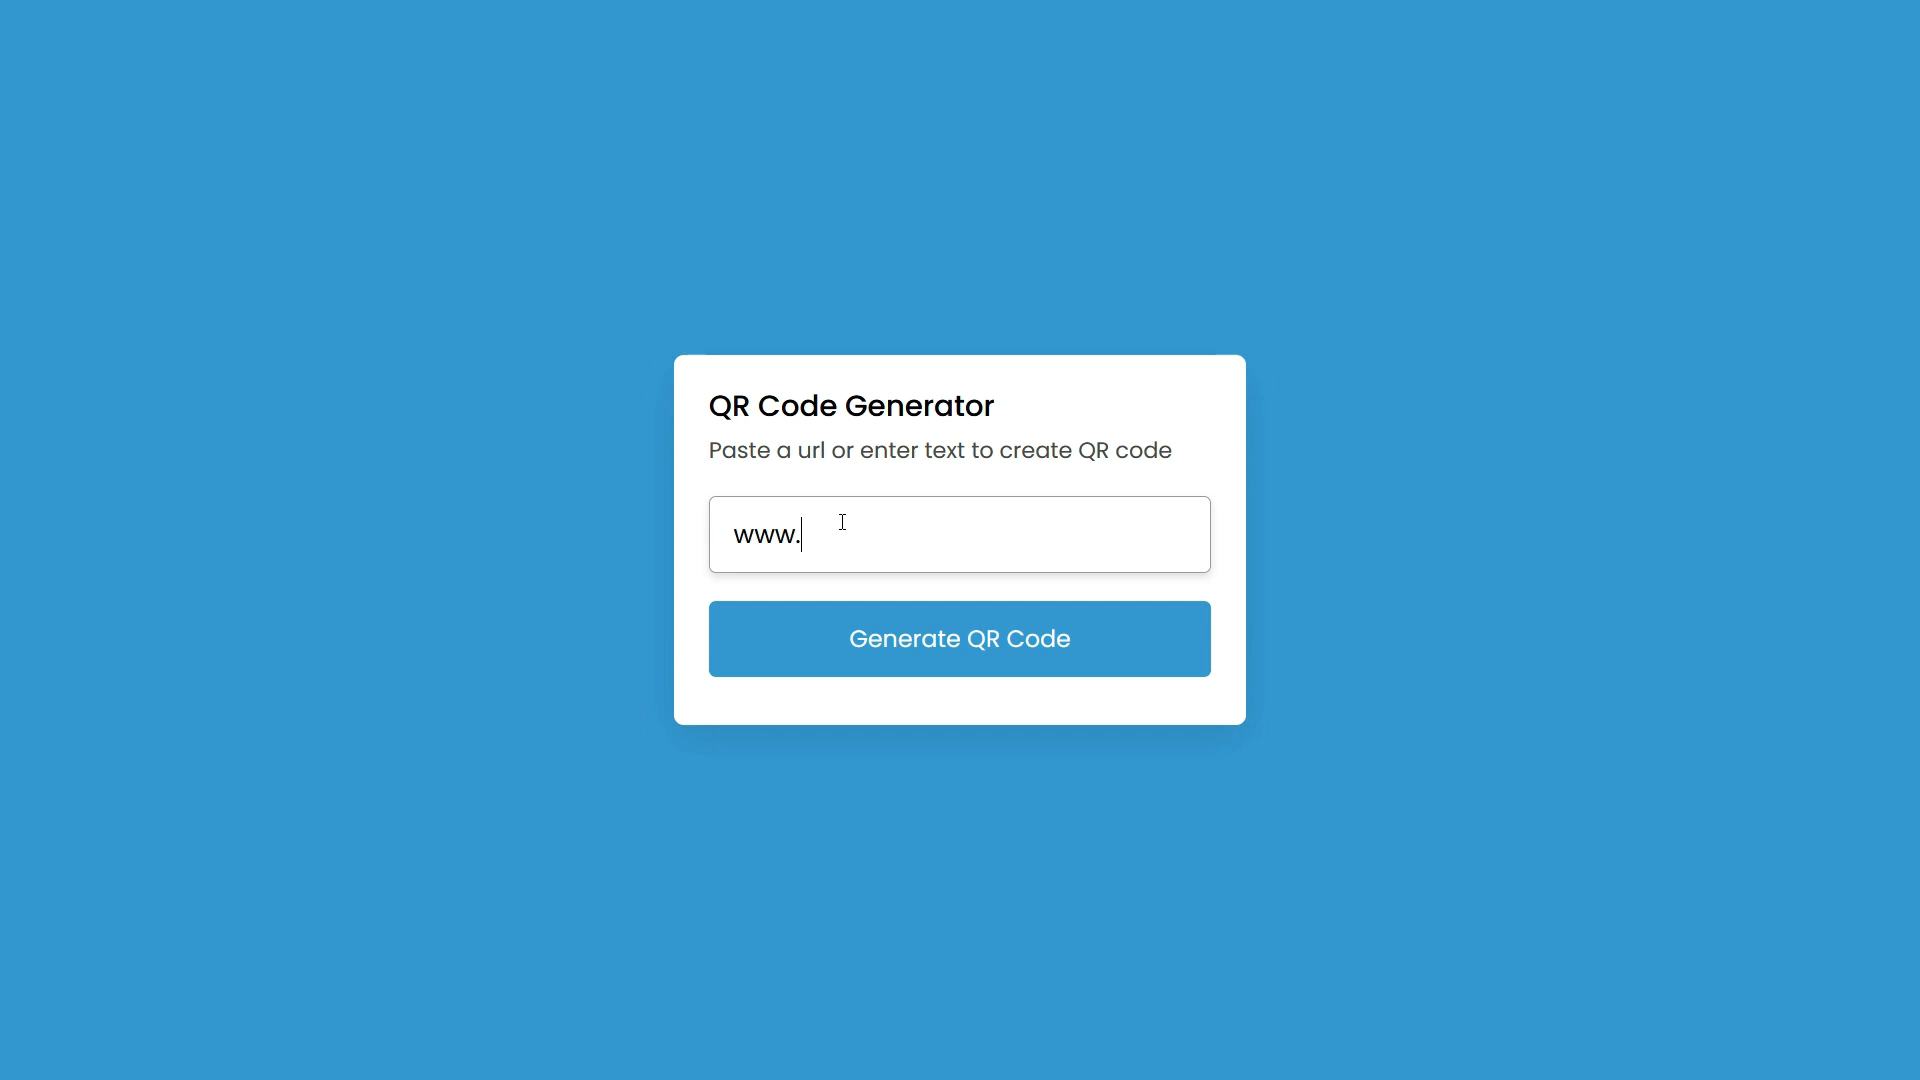 QR Code Generator
Paste a url or enter text to create QR code
www.
Generate QR Code